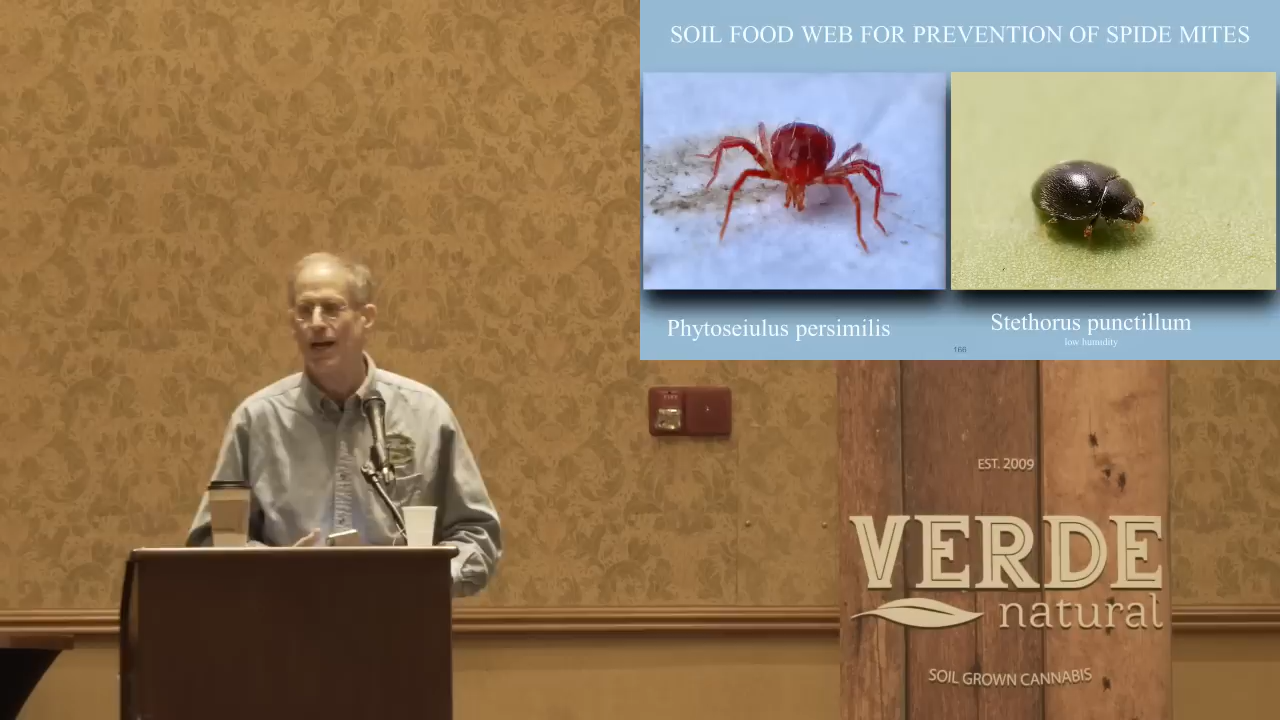 SOIL FOOD WEB FOR PREVENTION OF SPIDE MITES
Phytoseiulus persimilis
Stethorus punctillum
low humidity
166
FIRE
EST. 2009
VERDE
natural
SOIL GROWN CANNABIS